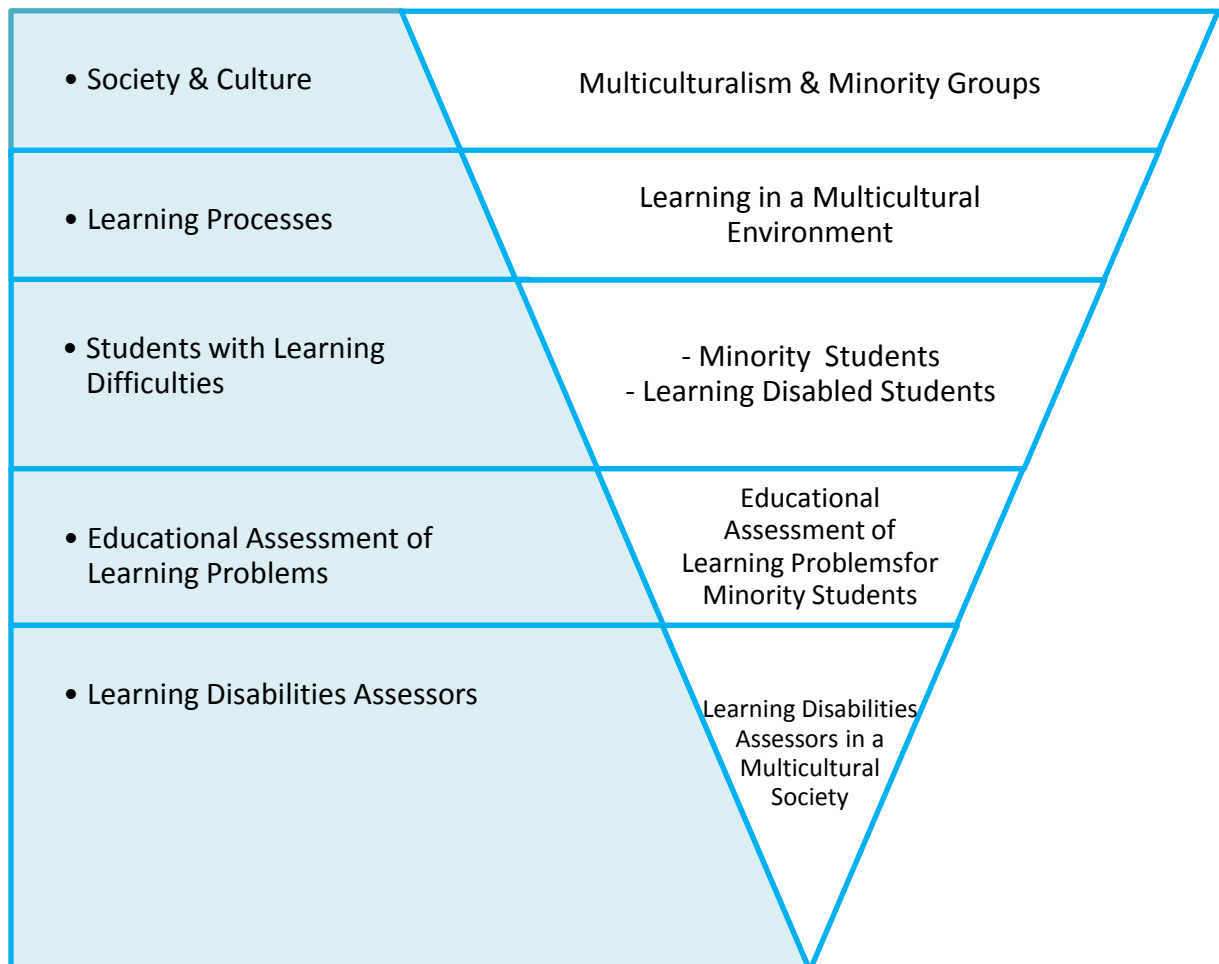 • Society & Culture
Multiculturalism & Minority Groups
• Learning Processes
Learning in a Multicultural
Environment
• Students with Learning
Difficulties
- Minority  Students
- Learning Disabled Students
• Educational Assessment of
Learning Problems
Educational
Assessment of
Learning Problemsfor
Minority Students
• Learning Disabilities Assessors
Learning Disabilities
Assessors in a
Multicultural
Society